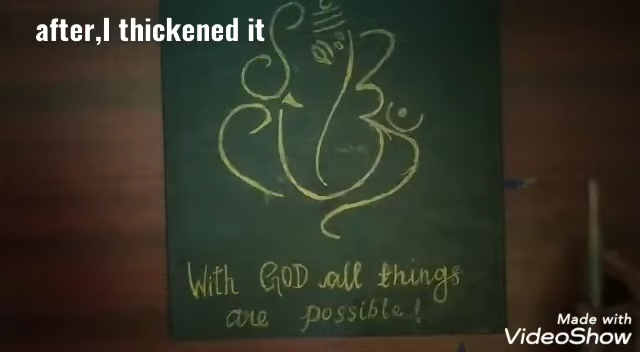 after,I thickened it
With GOD all things
are possible!
Made with
VideoShow